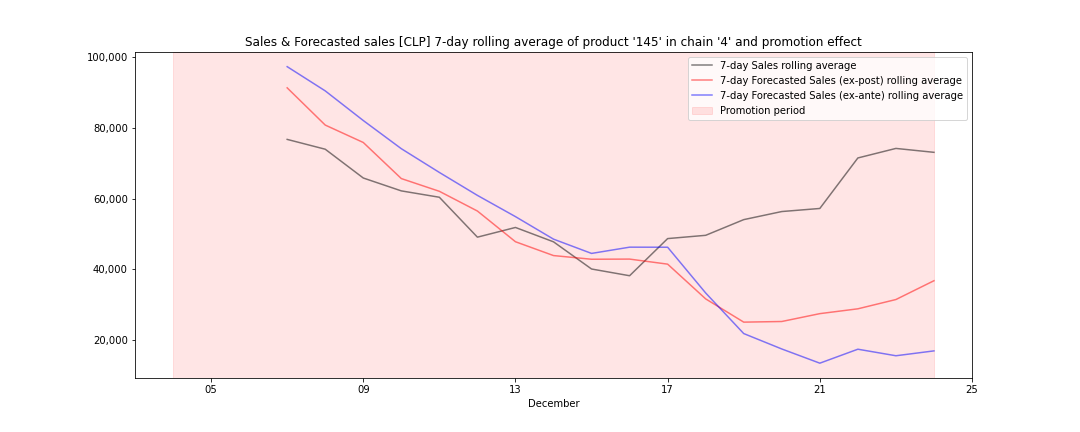 Sales & Forecasted sales [CLP] 7-day rolling average of product '145' in chain '4' and promotion effect
100,000
80,000
60,000
40,000
20,000
7-day Sales rolling average
7-day Forecasted Sales (ex-post) rolling average
7-day Forecasted Sales (ex-ante) rolling average
Promotion period
05 09 13 17 21 25
December